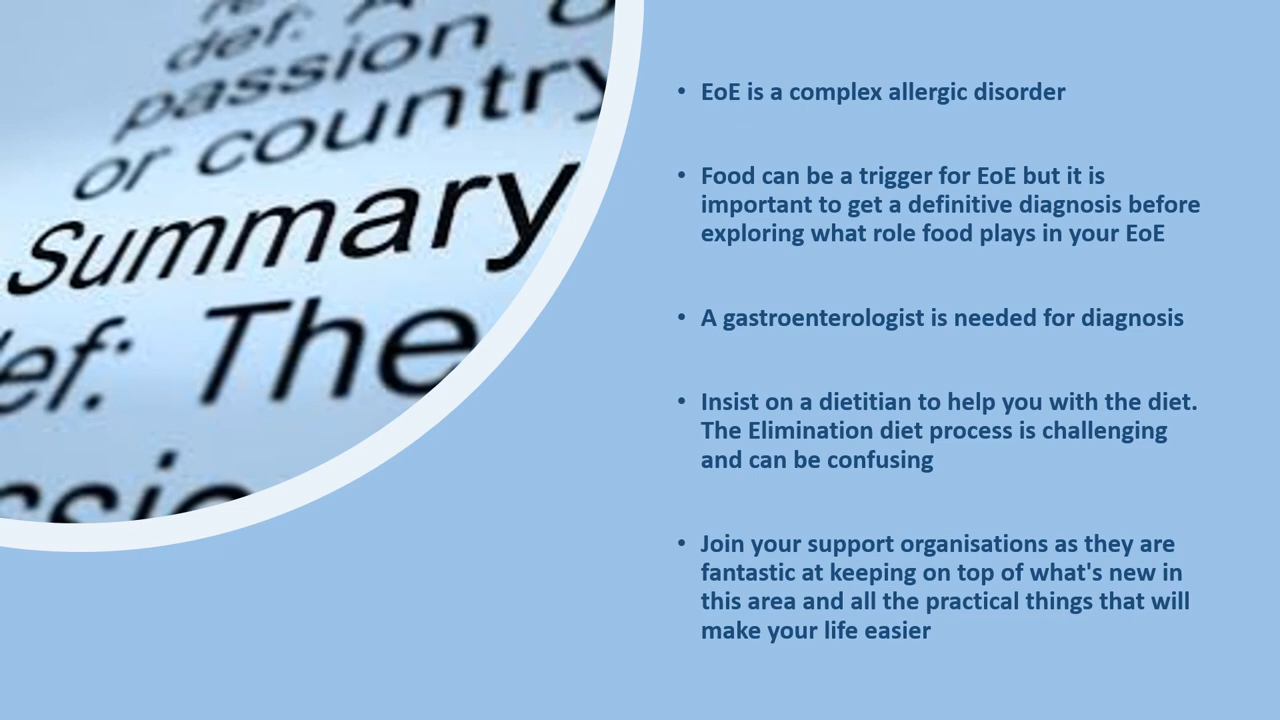 def:
passion
or country
Summary
ef: The
ssio
• EoE is a complex allergic disorder
• Food can be a trigger for EoE but it is
important to get a definitive diagnosis before
exploring what role food plays in your EoE
• A gastroenterologist is needed for diagnosis
• Insist on a dietitian to help you with the diet.
The Elimination diet process is challenging
and can be confusing
• Join your support organisations as they are
fantastic at keeping on top of what's new in
this area and all the practical things that will
make your life easier